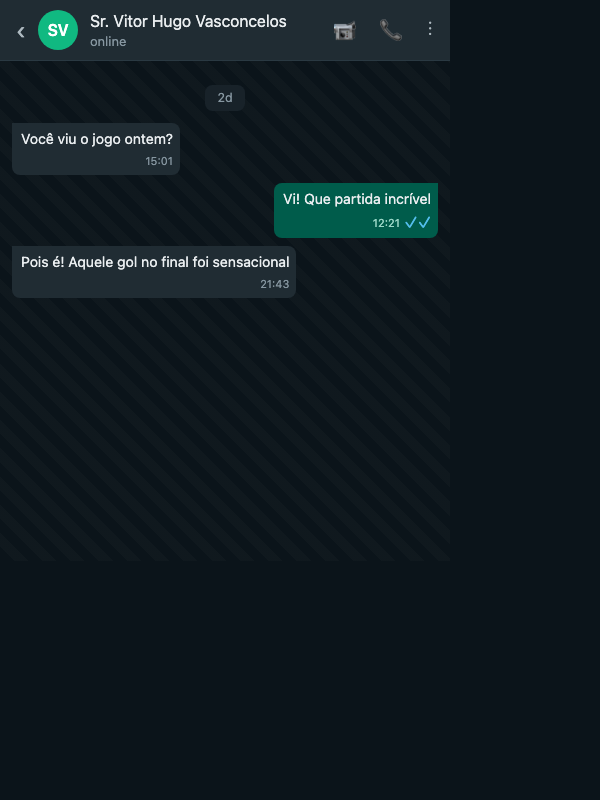 SV
Sr. Vitor Hugo Vasconcelos
online
2d
Você viu o jogo ontem?
15:01
Vi! Que partida incrível
12:21
Pois é! Aquele gol no final foi sensacional
21:43